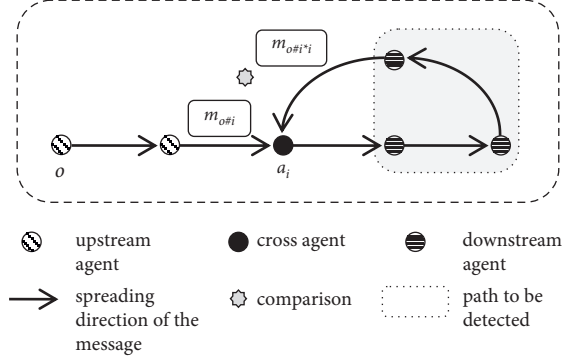 m_{o#i*i}
m_{o#i}
o
a_i
upstream
agent
cross agent
downstream
agent
spreading
direction of the
message
comparison
path to be
detected